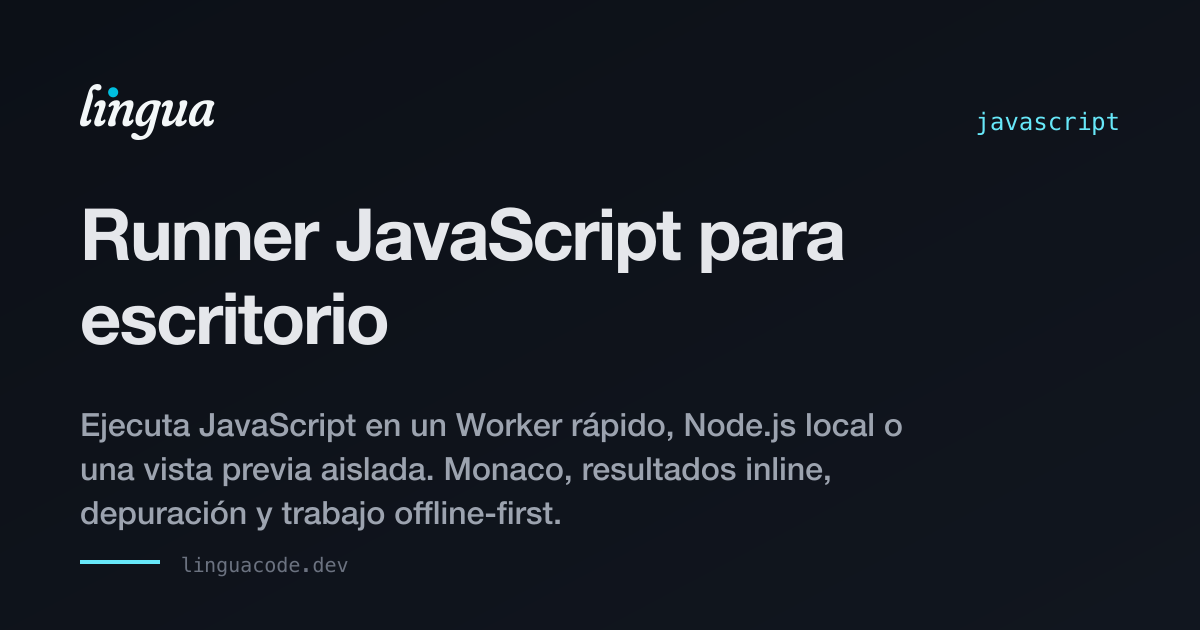 lingua
javascript
Runner JavaScript para
escritorio
Ejecuta JavaScript en un Worker rápido, Node.js local o
una vista previa aislada. Monaco, resultados inline,
depuración y trabajo offline-first.
linguacode.dev